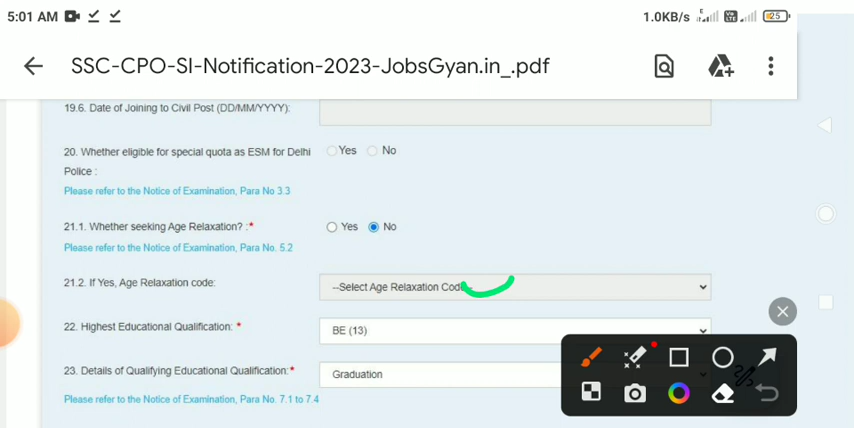 5:01 AM 1.0KB/s 25
SSC-CPO-SI-Notification-2023-JobsGyan.in_.pdf
19.6. Date of Joining to Civil Post (DD/MM/YYYY):
20. Whether eligible for special quota as ESM for Delhi Yes No
Police :
Please refer to the Notice of Examination, Para No 3.3
21.1. Whether seeking Age Relaxation? :* Yes No
Please refer to the Notice of Examination, Para No. 5.2
21.2. If Yes, Age Relaxation code: --Select Age Relaxation Code--
22. Highest Educational Qualification: * BE (13)
23. Details of Qualifying Educational Qualification:* Graduation
Please refer to the Notice of Examination, Para No. 7.1 to 7.4